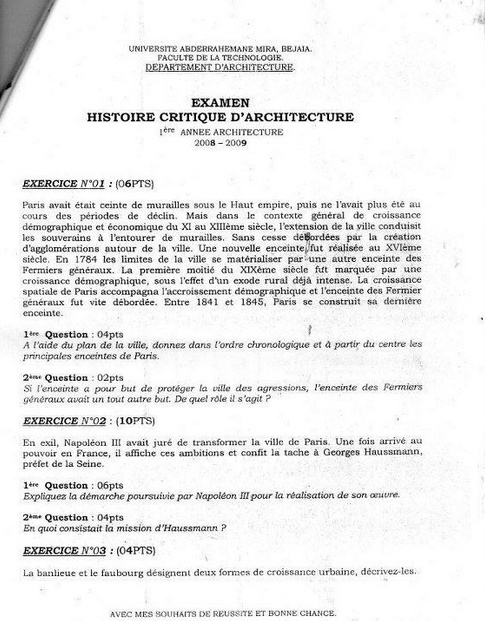 UNIVERSITE ABDERRAHEMANE MIRA, BEJAIA.
FACULTE DE LA TECHNOLOGIE.
DEPARTEMENT D'ARCHITECTURE.
EXAMEN
HISTOIRE CRITIQUE D'ARCHITECTURE
1ère ANNEE ARCHITECTURE
2008 – 2009
EXERCICE N°01 : (06PTS)
Paris avait était ceinte de murailles sous le Haut empire, puis ne l'avait plus été au
cours des périodes de déclin. Mais dans le contexte général de croissance
démographique et économique du XI au XIIIème siècle, l'extension de la ville conduisit
les souverains à l'entourer de murailles. Sans cesse débordées par la création
d'agglomérations autour de la ville. Une nouvelle enceinte fut réalisée au XVIème
siècle. En 1784 les limites de la ville se matérialiser par une autre enceinte des
Fermiers généraux. La première moitié du XIXème siècle fut marquée par une
croissance démographique, sous l'effet d'un exode rural déjà intense. La croissance
spatiale de Paris accompagna l'accroissement démographique et l'enceinte des Fermier
généraux fut vite débordée. Entre 1841 et 1845, Paris se construit sa dernière
enceinte.
1ère Question : 04pts
A l'aide du plan de la ville, donnez dans l'ordre chronologique et à partir du centre les
principales enceintes de Paris.
2ème Question : 02pts
Si l'enceinte a pour but de protéger la ville des agressions, l'enceinte des Fermiers
généraux avait un tout autre but. De quel rôle il s'agit ?
EXERCICE N°02 : (10PTS)
En exil, Napoléon III avait juré de transformer la ville de Paris. Une fois arrivé au
pouvoir en France, il affiche ces ambitions et confit la tache à Georges Haussmann,
préfet de la Seine.
1ère Question : 06pts
Expliquez la démarche poursuivie par Napoléon III pour la réalisation de son œuvre.
2ème Question : 04pts
En quoi consistait la mission d'Haussmann ?
EXERCICE N°03 : (04PTS)
La banlieue et le faubourg désignent deux formes de croissance urbaine, décrivez-les.
AVEC MES SOUHAITS DE REUSSITE ET BONNE CHANCE.